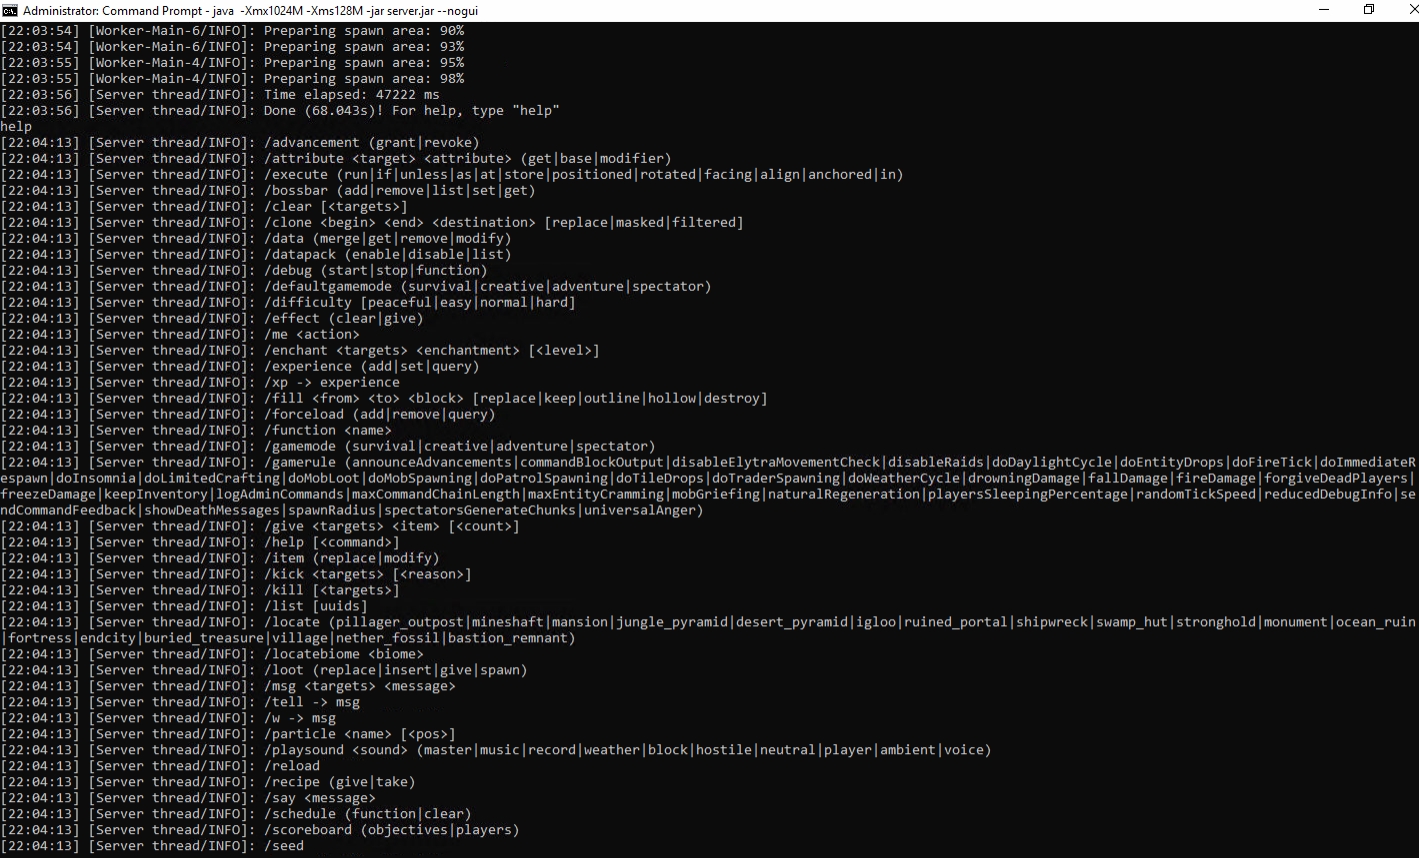 Administrator: Command Prompt - java  -Xmx1024M -Xms128M -jar server.jar --nogui
[22:03:54] [Worker-Main-6/INFO]: Preparing spawn area: 90%
[22:03:54] [Worker-Main-6/INFO]: Preparing spawn area: 93%
[22:03:55] [Worker-Main-4/INFO]: Preparing spawn area: 95%
[22:03:55] [Worker-Main-4/INFO]: Preparing spawn area: 98%
[22:03:56] [Server thread/INFO]: Time elapsed: 47222 ms
[22:03:56] [Server thread/INFO]: Done (68.043s)! For help, type "help"
help
[22:04:13] [Server thread/INFO]: /advancement (grant|revoke)
[22:04:13] [Server thread/INFO]: /attribute <target> <attribute> (get|base|modifier)
[22:04:13] [Server thread/INFO]: /execute (run|if|unless|as|at|store|positioned|rotated|facing|align|anchored|in)
[22:04:13] [Server thread/INFO]: /bossbar (add|remove|list|set|get)
[22:04:13] [Server thread/INFO]: /clear [<targets>]
[22:04:13] [Server thread/INFO]: /clone <begin> <end> <destination> [replace|masked|filtered]
[22:04:13] [Server thread/INFO]: /data (merge|get|remove|modify)
[22:04:13] [Server thread/INFO]: /datapack (enable|disable|list)
[22:04:13] [Server thread/INFO]: /debug (start|stop|function)
[22:04:13] [Server thread/INFO]: /defaultgamemode (survival|creative|adventure|spectator)
[22:04:13] [Server thread/INFO]: /difficulty [peaceful|easy|normal|hard]
[22:04:13] [Server thread/INFO]: /effect (clear|give)
[22:04:13] [Server thread/INFO]: /me <action>
[22:04:13] [Server thread/INFO]: /enchant <targets> <enchantment> [<level>]
[22:04:13] [Server thread/INFO]: /experience (add|set|query)
[22:04:13] [Server thread/INFO]: /xp -> experience
[22:04:13] [Server thread/INFO]: /fill <from> <to> <block> [replace|keep|outline|hollow|destroy]
[22:04:13] [Server thread/INFO]: /forceload (add|remove|query)
[22:04:13] [Server thread/INFO]: /function <name>
[22:04:13] [Server thread/INFO]: /gamemode (survival|creative|adventure|spectator)
[22:04:13] [Server thread/INFO]: /gamerule (announceAdvancements|commandBlockOutput|disableElytraMovementCheck|disableRaids|doDaylightCycle|doEntityDrops|doFireTick|doImmediateR
espawn|doInsomnia|doLimitedCrafting|doMobLoot|doMobSpawning|doPatrolSpawning|doTileDrops|doTraderSpawning|doWeatherCycle|drowningDamage|fallDamage|fireDamage|forgiveDeadPlayers|
freezeDamage|keepInventory|logAdminCommands|maxCommandChainLength|maxEntityCramming|mobGriefing|naturalRegeneration|playersSleepingPercentage|randomTickSpeed|reducedDebugInfo|se
ndCommandFeedback|showDeathMessages|spawnRadius|spectatorsGenerateChunks|universalAnger)
[22:04:13] [Server thread/INFO]: /give <targets> <item> [<count>]
[22:04:13] [Server thread/INFO]: /help [<command>]
[22:04:13] [Server thread/INFO]: /item (replace|modify)
[22:04:13] [Server thread/INFO]: /kick <targets> [<reason>]
[22:04:13] [Server thread/INFO]: /kill [<targets>]
[22:04:13] [Server thread/INFO]: /list [uuids]
[22:04:13] [Server thread/INFO]: /locate (pillager_outpost|mineshaft|mansion|jungle_pyramid|desert_pyramid|igloo|ruined_portal|shipwreck|swamp_hut|stronghold|monument|ocean_ruin
|fortress|endcity|buried_treasure|village|nether_fossil|bastion_remnant)
[22:04:13] [Server thread/INFO]: /locatebiome <biome>
[22:04:13] [Server thread/INFO]: /loot (replace|insert|give|spawn)
[22:04:13] [Server thread/INFO]: /msg <targets> <message>
[22:04:13] [Server thread/INFO]: /tell -> msg
[22:04:13] [Server thread/INFO]: /w -> msg
[22:04:13] [Server thread/INFO]: /particle <name> [<pos>]
[22:04:13] [Server thread/INFO]: /playsound <sound> (master|music|record|weather|block|hostile|neutral|player|ambient|voice)
[22:04:13] [Server thread/INFO]: /reload
[22:04:13] [Server thread/INFO]: /recipe (give|take)
[22:04:13] [Server thread/INFO]: /say <message>
[22:04:13] [Server thread/INFO]: /schedule (function|clear)
[22:04:13] [Server thread/INFO]: /scoreboard (objectives|players)
[22:04:13] [Server thread/INFO]: /seed